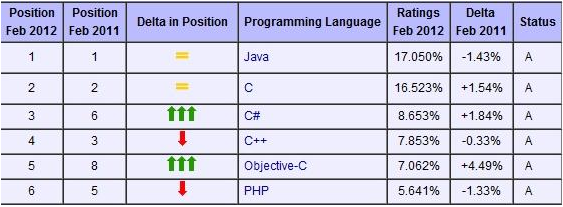 Position Feb 2012 Position Feb 2011 Delta in Position Programming Language Ratings Feb 2012 Delta Feb 2011 Status
1 1 Java 17.050% -1.43% A
2 2 C 16.523% +1.54% A
3 6 C# 8.653% +1.84% A
4 3 C++ 7.853% -0.33% A
5 8 Objective-C 7.062% +4.49% A
6 5 PHP 5.641% -1.33% A